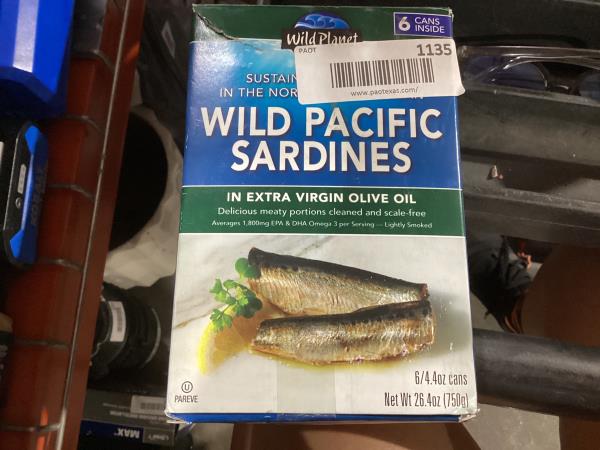 Wild Planet
6 CANS
INSIDE
PAOT
1135
www.paotexas.com/
SUSTAIN
IN THE NOR
WILD PACIFIC
SARDINES
IN EXTRA VIRGIN OLIVE OIL
Delicious meaty portions cleaned and scale-free
Averages 1,800mg EPA & DHA Omega 3 per Serving — Lightly Smoked
6/4.4oz cans
Net Wt 26.4oz (750g)
U
PAREVE
MAX